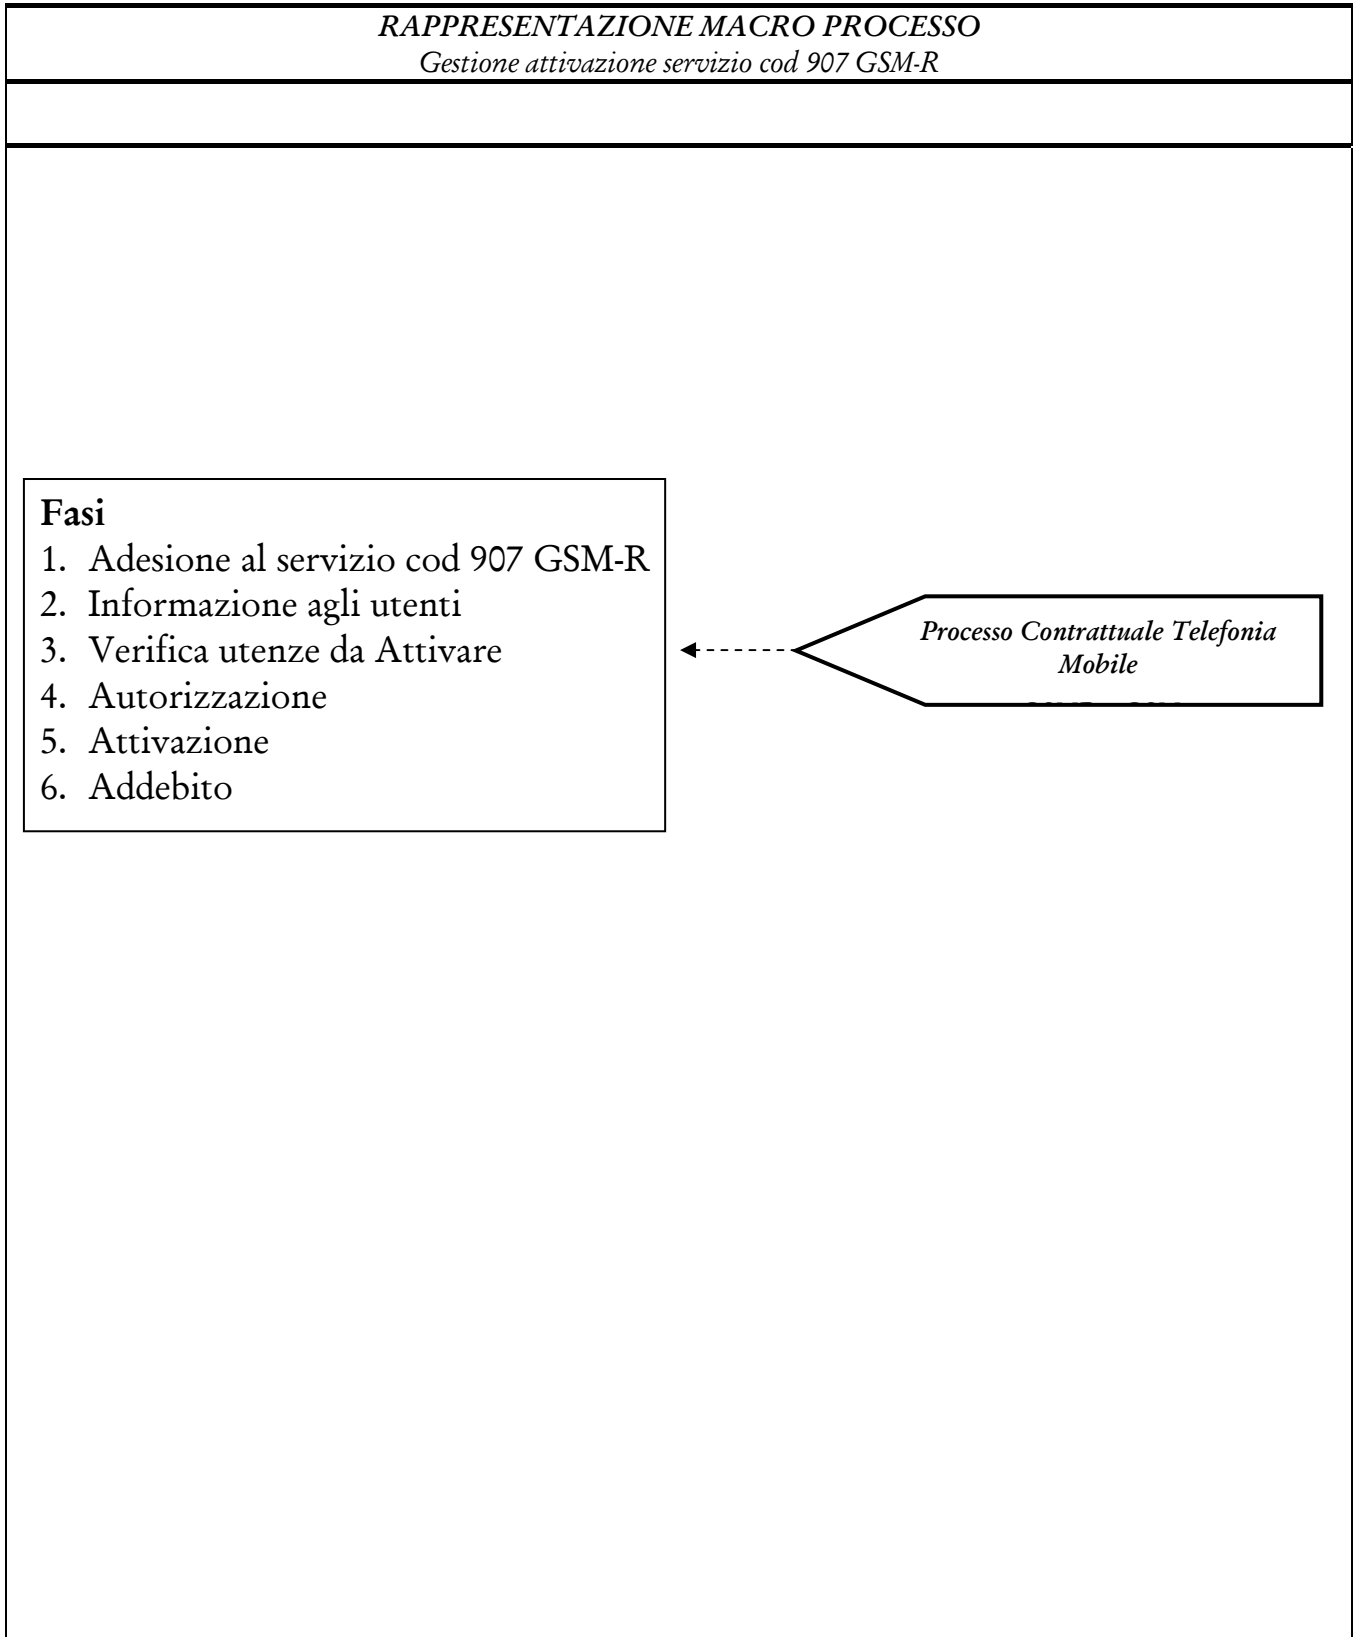 RAPPRESENTAZIONE MACRO PROCESSO
Gestione attivazione servizio cod 907 GSM-R
Fasi
1. Adesione al servizio cod 907 GSM-R
2. Informazione agli utenti
3. Verifica utenze da Attivare
4. Autorizzazione
5. Attivazione
6. Addebito
Processo Contrattuale Telefonia
Mobile